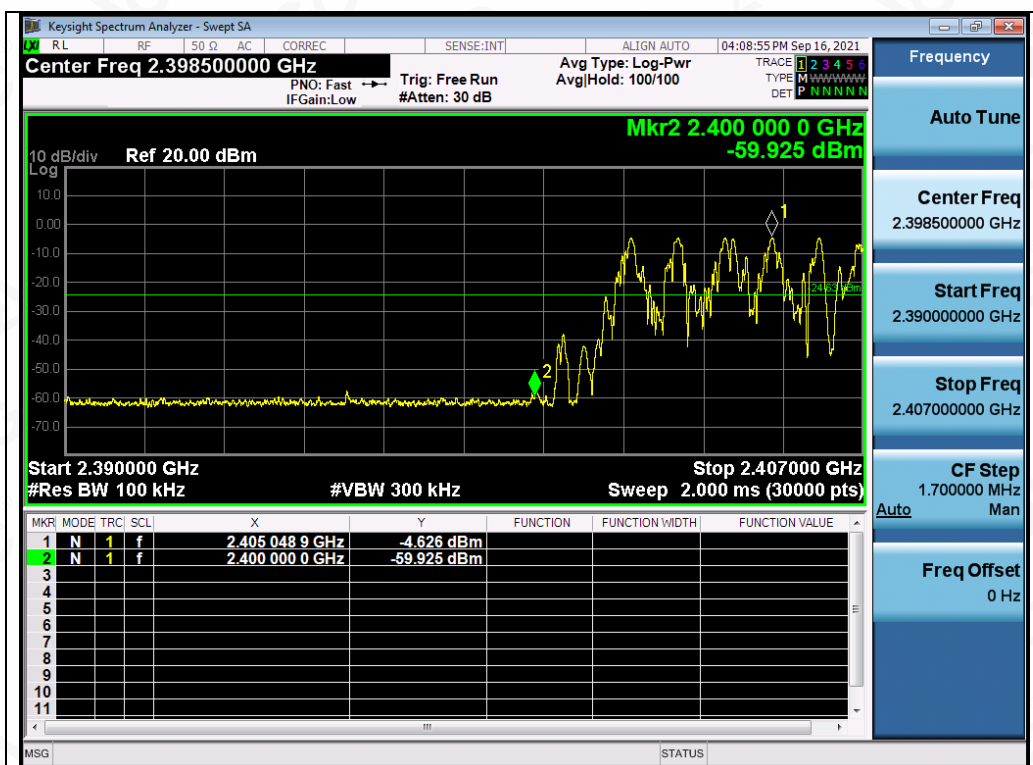 Keysight Spectrum Analyzer - Swept SA
LXI RL RF 50 Ω AC CORREC SENSE:INT ALIGN AUTO 04:08:55 PM Sep 16, 2021
Center Freq 2.398500000 GHz
PNO: Fast
IFGain:Low
Trig: Free Run
#Atten: 30 dB
Avg Type: Log-Pwr
Avg|Hold: 100/100
TRACE 1 2 3 4 5 6
TYPE M WWWWW
DET P N N N N N
Mkr2 2.400 000 0 GHz
-59.925 dBm
10 dB/div Ref 20.00 dBm
Log
10.0
0.00
-10.0
-20.0
-30.0
-40.0
-50.0
-60.0
-70.0
1
2
Start 2.390000 GHz Stop 2.407000 GHz
#Res BW 100 kHz #VBW 300 kHz Sweep 2.000 ms (30000 pts)
MKR MODE TRC SCL X Y FUNCTION FUNCTION WIDTH FUNCTION VALUE
1 N 1 f 2.405 048 9 GHz -4.626 dBm
2 N 1 f 2.400 000 0 GHz -59.925 dBm
3
4
5
6
7
8
9
10
11
MSG STATUS
Frequency
Auto Tune
Center Freq
2.398500000 GHz
Start Freq
2.390000000 GHz
Stop Freq
2.407000000 GHz
CF Step
1.700000 MHz
Auto Man
Freq Offset
0 Hz